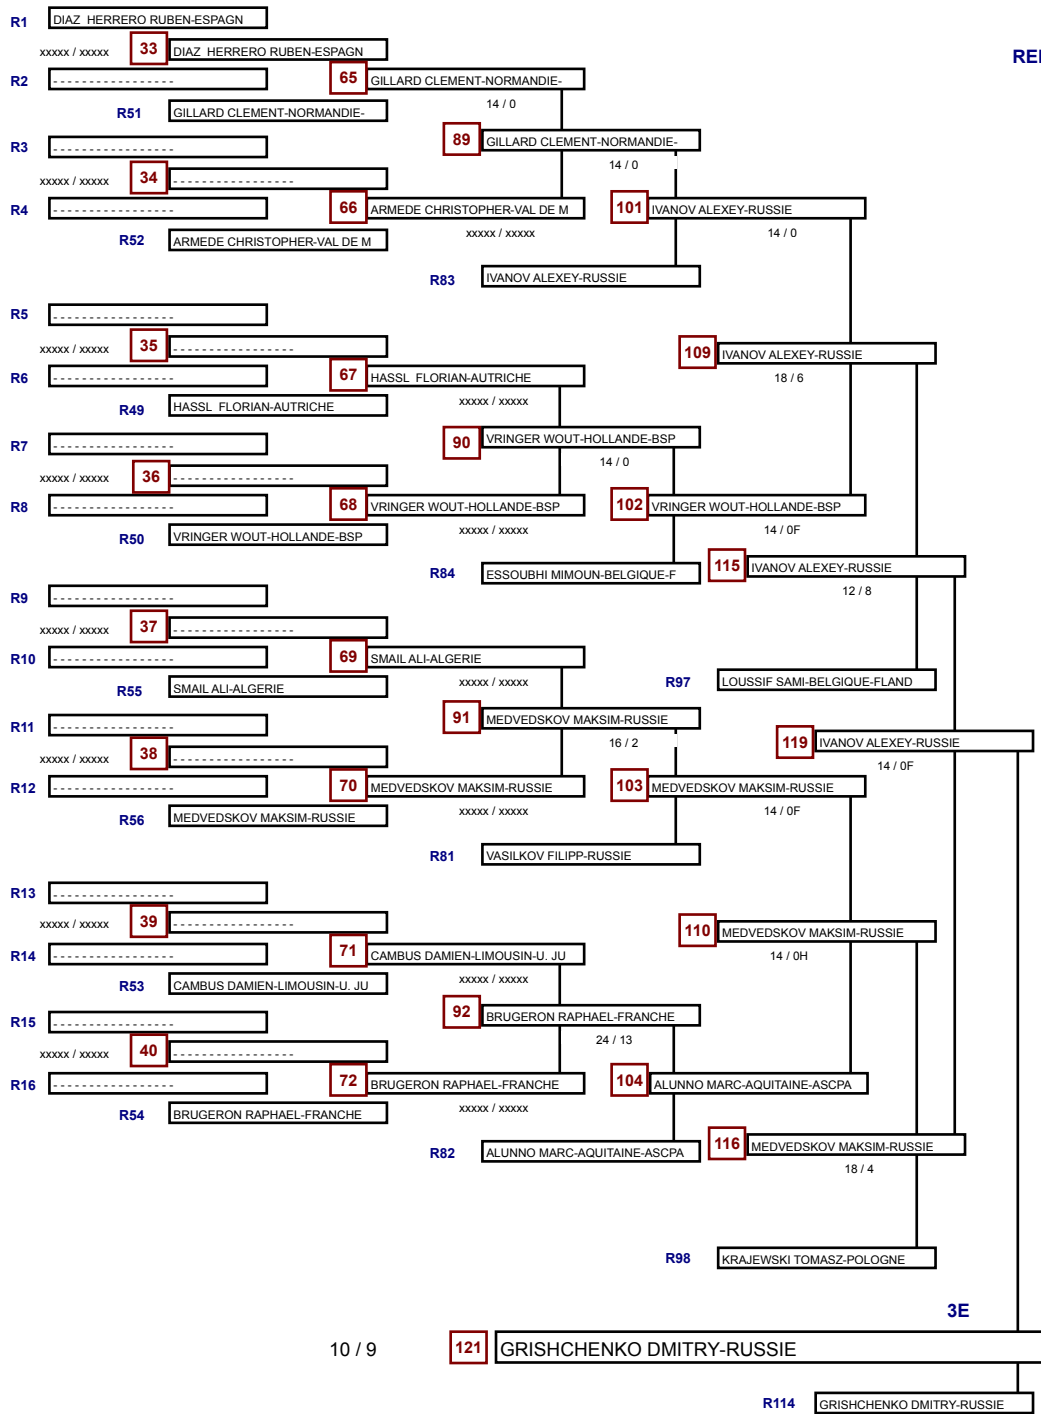 R1 DIAZ HERRERO RUBEN-ESPAGN
xxxxx / xxxxx 33 DIAZ HERRERO RUBEN-ESPAGN
R2 - - - - - - - - - - - - - - - - 65 GILLARD CLEMENT-NORMANDIE-
14 / 0
R51 GILLARD CLEMENT-NORMANDIE-
R3 - - - - - - - - - - - - - - - - 89 GILLARD CLEMENT-NORMANDIE-
14 / 0
xxxxx / xxxxx 34 - - - - - - - - - - - - - - - -
R4 - - - - - - - - - - - - - - - - 66 ARMEDE CHRISTOPHER-VAL DE M 101 IVANOV ALEXEY-RUSSIE
xxxxx / xxxxx 14 / 0
R52 ARMEDE CHRISTOPHER-VAL DE M
R83 IVANOV ALEXEY-RUSSIE
R5 - - - - - - - - - - - - - - - -
xxxxx / xxxxx 35 - - - - - - - - - - - - - - - - 109 IVANOV ALEXEY-RUSSIE
R6 - - - - - - - - - - - - - - - - 67 HASSL FLORIAN-AUTRICHE 18 / 6
xxxxx / xxxxx
R49 HASSL FLORIAN-AUTRICHE
R7 - - - - - - - - - - - - - - - - 90 VRINGER WOUT-HOLLANDE-BSP
14 / 0
xxxxx / xxxxx 36 - - - - - - - - - - - - - - - -
R8 - - - - - - - - - - - - - - - - 68 VRINGER WOUT-HOLLANDE-BSP 102 VRINGER WOUT-HOLLANDE-BSP
xxxxx / xxxxx 14 / 0F
R50 VRINGER WOUT-HOLLANDE-BSP
R84 ESSOUBHI MIMOUN-BELGIQUE-F 115 IVANOV ALEXEY-RUSSIE
12 / 8
R9 - - - - - - - - - - - - - - - -
xxxxx / xxxxx 37 - - - - - - - - - - - - - - - -
R10 - - - - - - - - - - - - - - - - 69 SMAIL ALI-ALGERIE
xxxxx / xxxxx
R55 SMAIL ALI-ALGERIE R97 LOUSSIF SAMI-BELGIQUE-FLAND
R11 - - - - - - - - - - - - - - - - 91 MEDVEDSKOV MAKSIM-RUSSIE
16 / 2 119 IVANOV ALEXEY-RUSSIE
xxxxx / xxxxx 38 - - - - - - - - - - - - - - - - 14 / 0F
R12 - - - - - - - - - - - - - - - - 70 MEDVEDSKOV MAKSIM-RUSSIE 103 MEDVEDSKOV MAKSIM-RUSSIE
xxxxx / xxxxx 14 / 0F
R56 MEDVEDSKOV MAKSIM-RUSSIE
R81 VASILKOV FILIPP-RUSSIE
R13 - - - - - - - - - - - - - - - -
xxxxx / xxxxx 39 - - - - - - - - - - - - - - - - 110 MEDVEDSKOV MAKSIM-RUSSIE
R14 - - - - - - - - - - - - - - - - 71 CAMBUS DAMIEN-LIMOUSIN-U. JU 14 / 0H
xxxxx / xxxxx
R53 CAMBUS DAMIEN-LIMOUSIN-U. JU
R15 - - - - - - - - - - - - - - - - 92 BRUGERON RAPHAEL-FRANCHE
24 / 13
xxxxx / xxxxx 40 - - - - - - - - - - - - - - - -
R16 - - - - - - - - - - - - - - - - 72 BRUGERON RAPHAEL-FRANCHE 104 ALUNNO MARC-AQUITAINE-ASCPA
xxxxx / xxxxx
R54 BRUGERON RAPHAEL-FRANCHE
R82 ALUNNO MARC-AQUITAINE-ASCPA 116 MEDVEDSKOV MAKSIM-RUSSIE
18 / 4
R98 KRAJEWSKI TOMASZ-POLOGNE
3E
10 / 9 121 GRISHCHENKO DMITRY-RUSSIE
R114 GRISHCHENKO DMITRY-RUSSIE